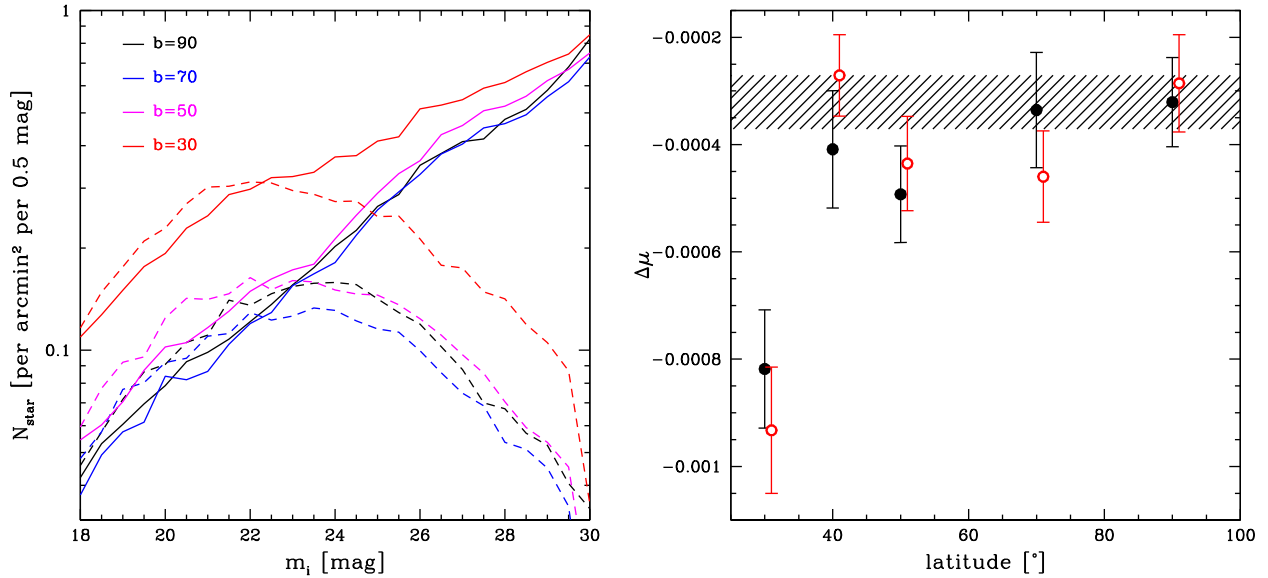 1
0.1
N_star [per arcmin² per 0.5 mag]
b=90
b=70
b=50
b=30
18 20 22 24 26 28 30
m_i [mag]
−0.0002
−0.0004
−0.0006
−0.0008
−0.001
Δμ
40 60 80 100
latitude [°]